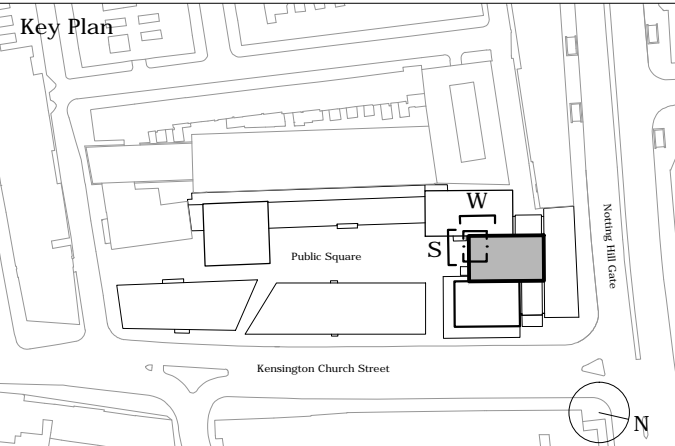 Key Plan
W
S
Public Square
Notting Hill Gate
Kensington Church Street
N